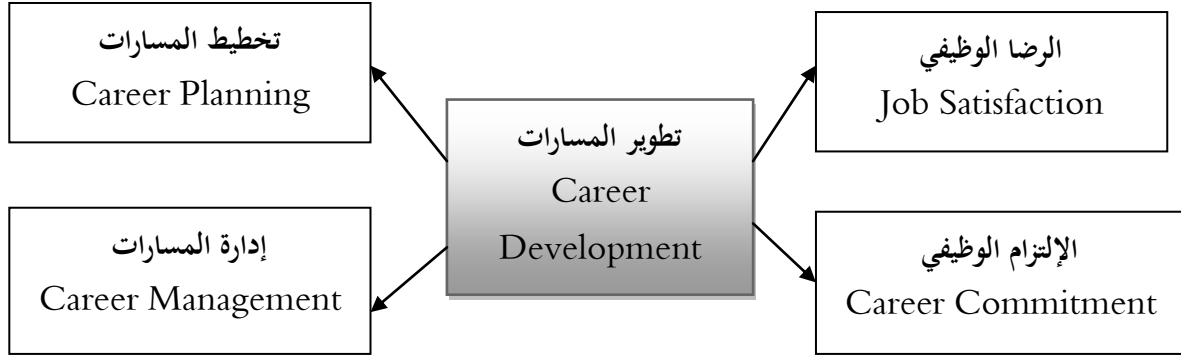 تخطيط المسارات
Career Planning
الرضا الوظيفي
Job Satisfaction
تطوير المسارات
Career
Development
إدارة المسارات
Career Management
الإلتزام الوظيفي
Career Commitment